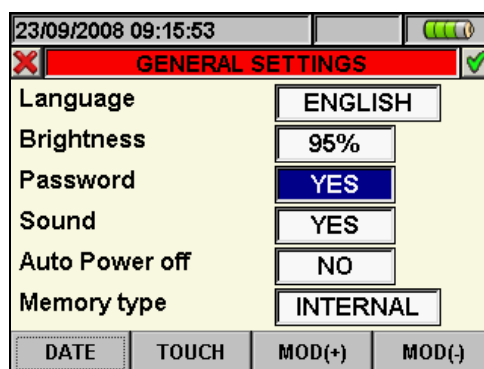 23/09/2008 09:15:53
GENERAL SETTINGS
Language ENGLISH
Brightness 95%
Password YES
Sound YES
Auto Power off NO
Memory type INTERNAL
DATE TOUCH MOD(+) MOD(-)